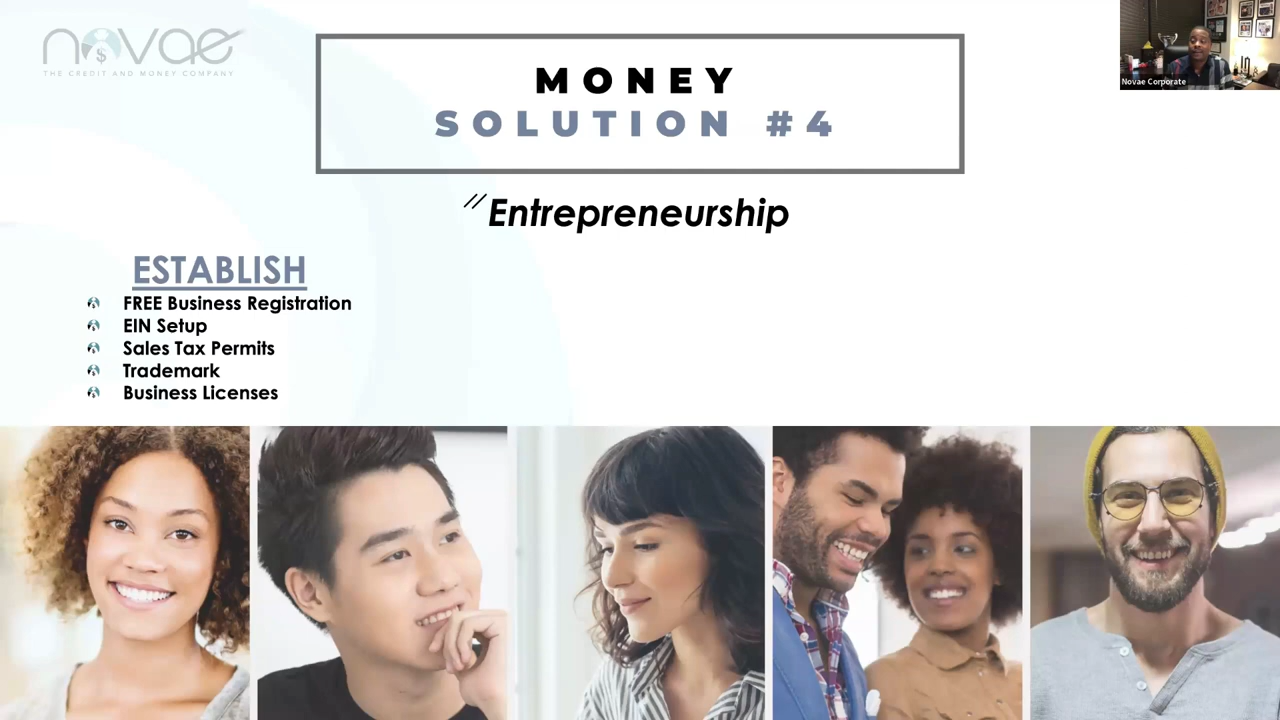 novae
THE CREDIT AND MONEY COMPANY
MONEY
SOLUTION #4
Entrepreneurship
ESTABLISH
FREE Business Registration
EIN Setup
Sales Tax Permits
Trademark
Business Licenses
Novae Corporate